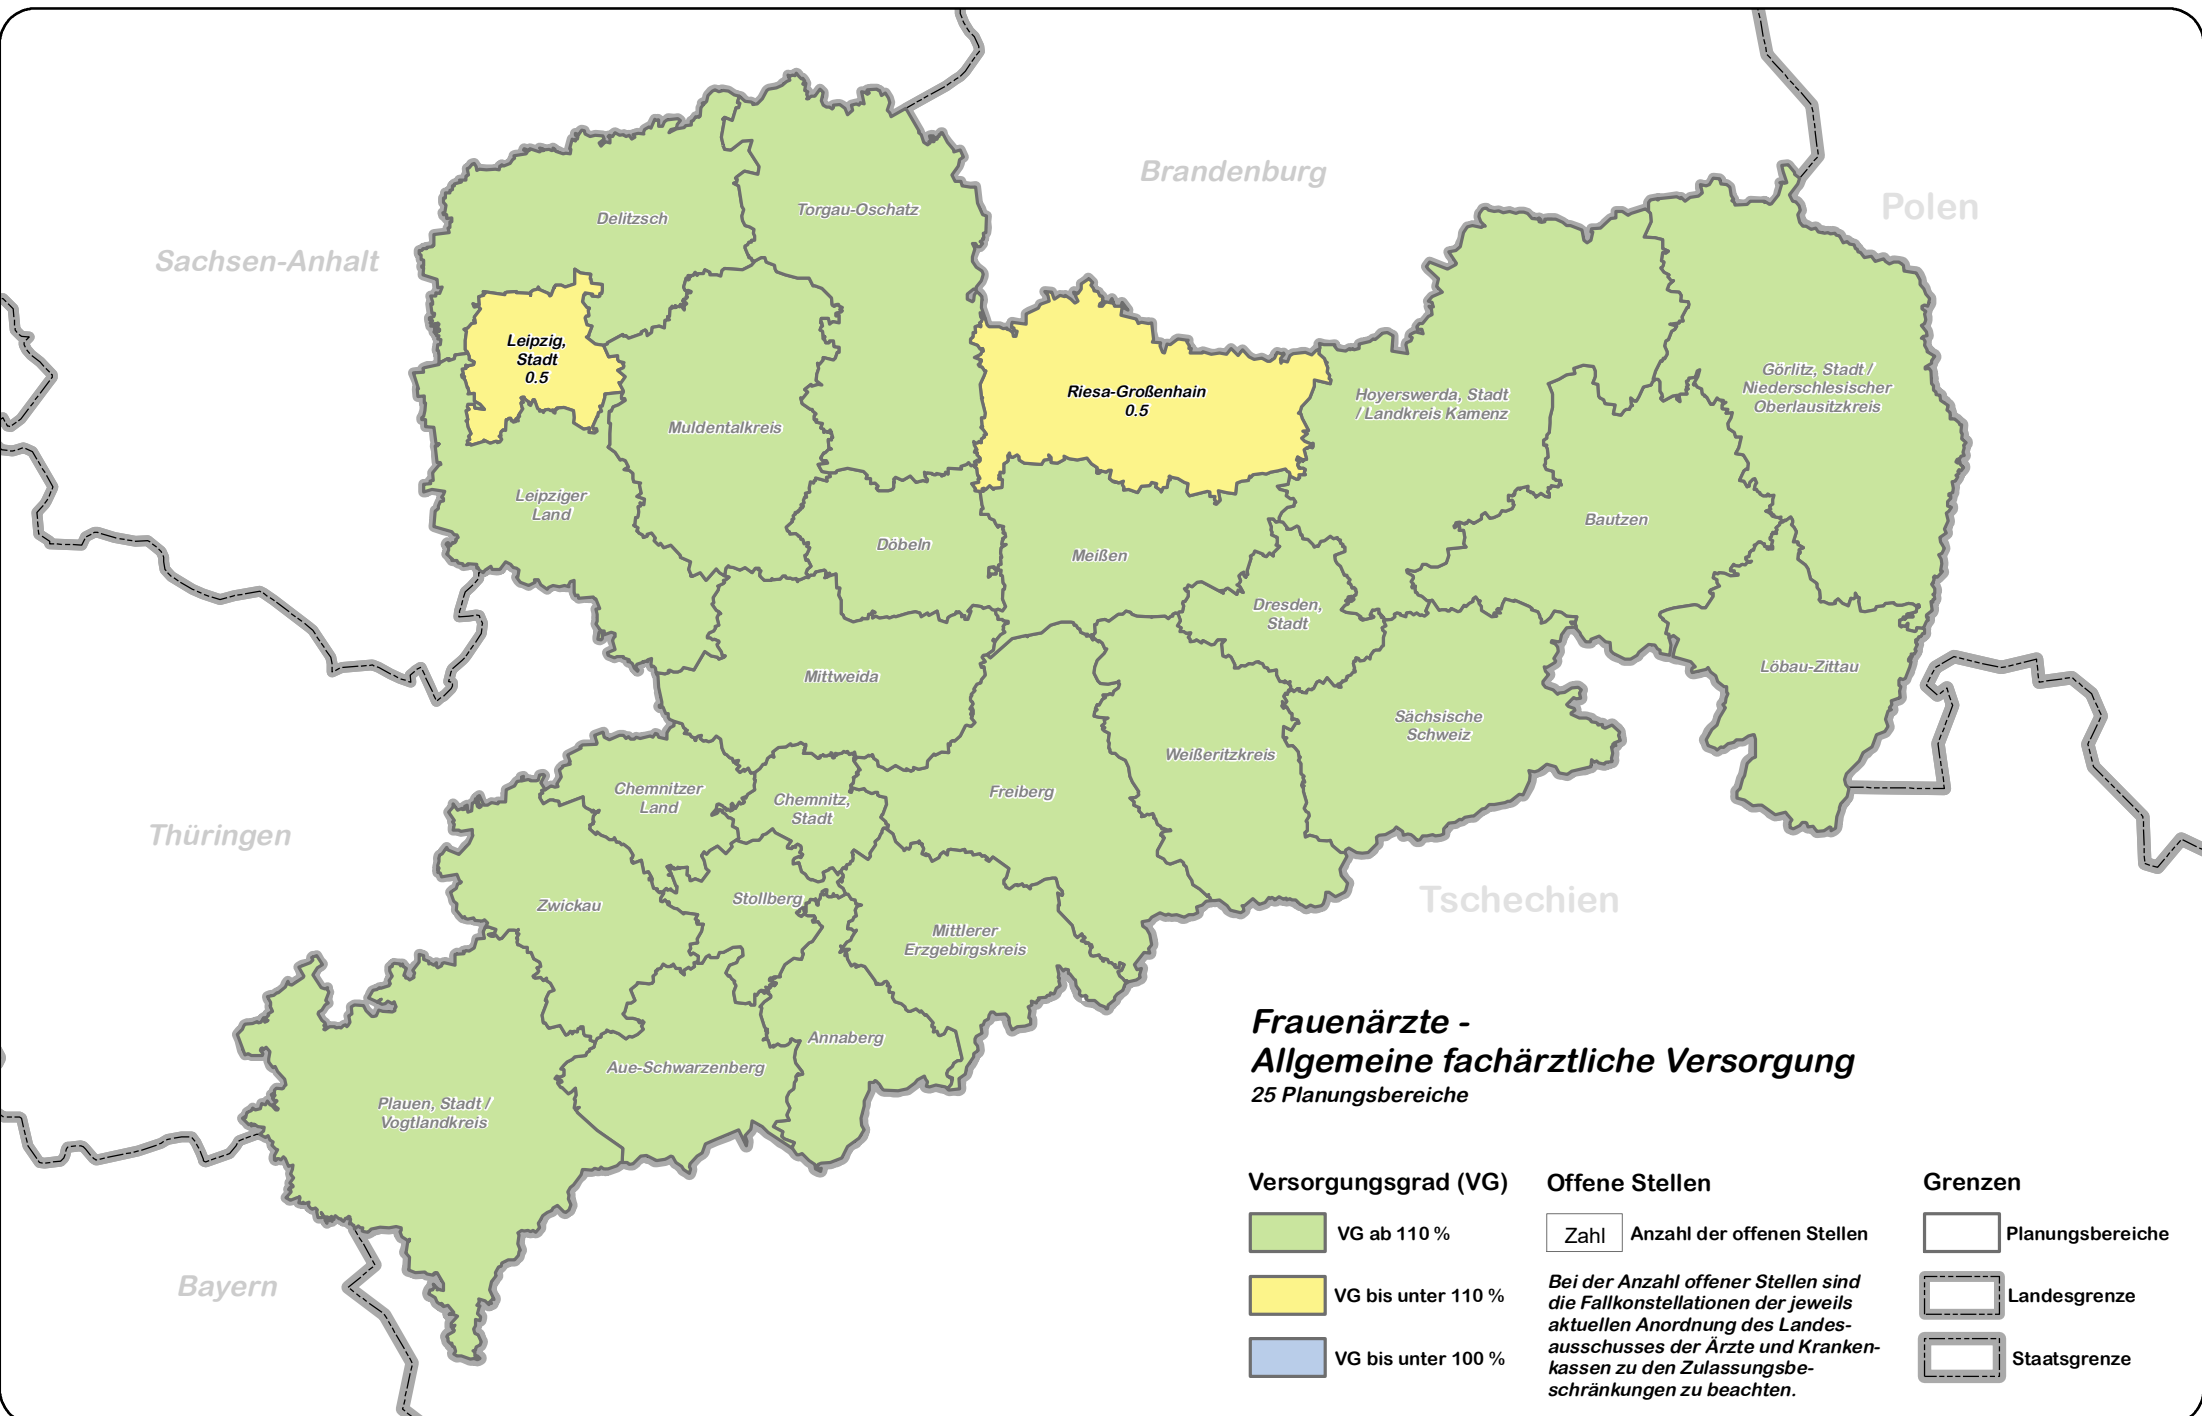 Brandenburg
Polen
Sachsen-Anhalt
Delitzsch
Torgau-Oschatz
Leipzig,
Stadt
0.5
Riesa-Großenhain
0.5
Hoyerswerda, Stadt
/ Landkreis Kamenz
Görlitz, Stadt /
Niederschlesischer
Oberlausitzkreis
Muldentalkreis
Leipziger
Land
Döbeln
Meißen
Bautzen
Dresden,
Stadt
Mittweida
Löbau-Zittau
Sächsische
Schweiz
Weißeritzkreis
Chemnitzer
Land
Chemnitz,
Stadt
Freiberg
Thüringen
Zwickau
Stollberg
Mittlerer
Erzgebirgskreis
Tschechien
Annaberg
Aue-Schwarzenberg
Plauen, Stadt /
Vogtlandkreis
Bayern
Frauenärzte -
Allgemeine fachärztliche Versorgung
25 Planungsbereiche
Versorgungsgrad (VG)
VG ab 110 %
VG bis unter 110 %
VG bis unter 100 %
Offene Stellen
Zahl
Anzahl der offenen Stellen
Bei der Anzahl offener Stellen sind
die Fallkonstellationen der jeweils
aktuellen Anordnung des Landes-
ausschusses der Ärzte und Kranken-
kassen zu den Zulassungsbe-
schränkungen zu beachten.
Grenzen
Planungsbereiche
Landesgrenze
Staatsgrenze